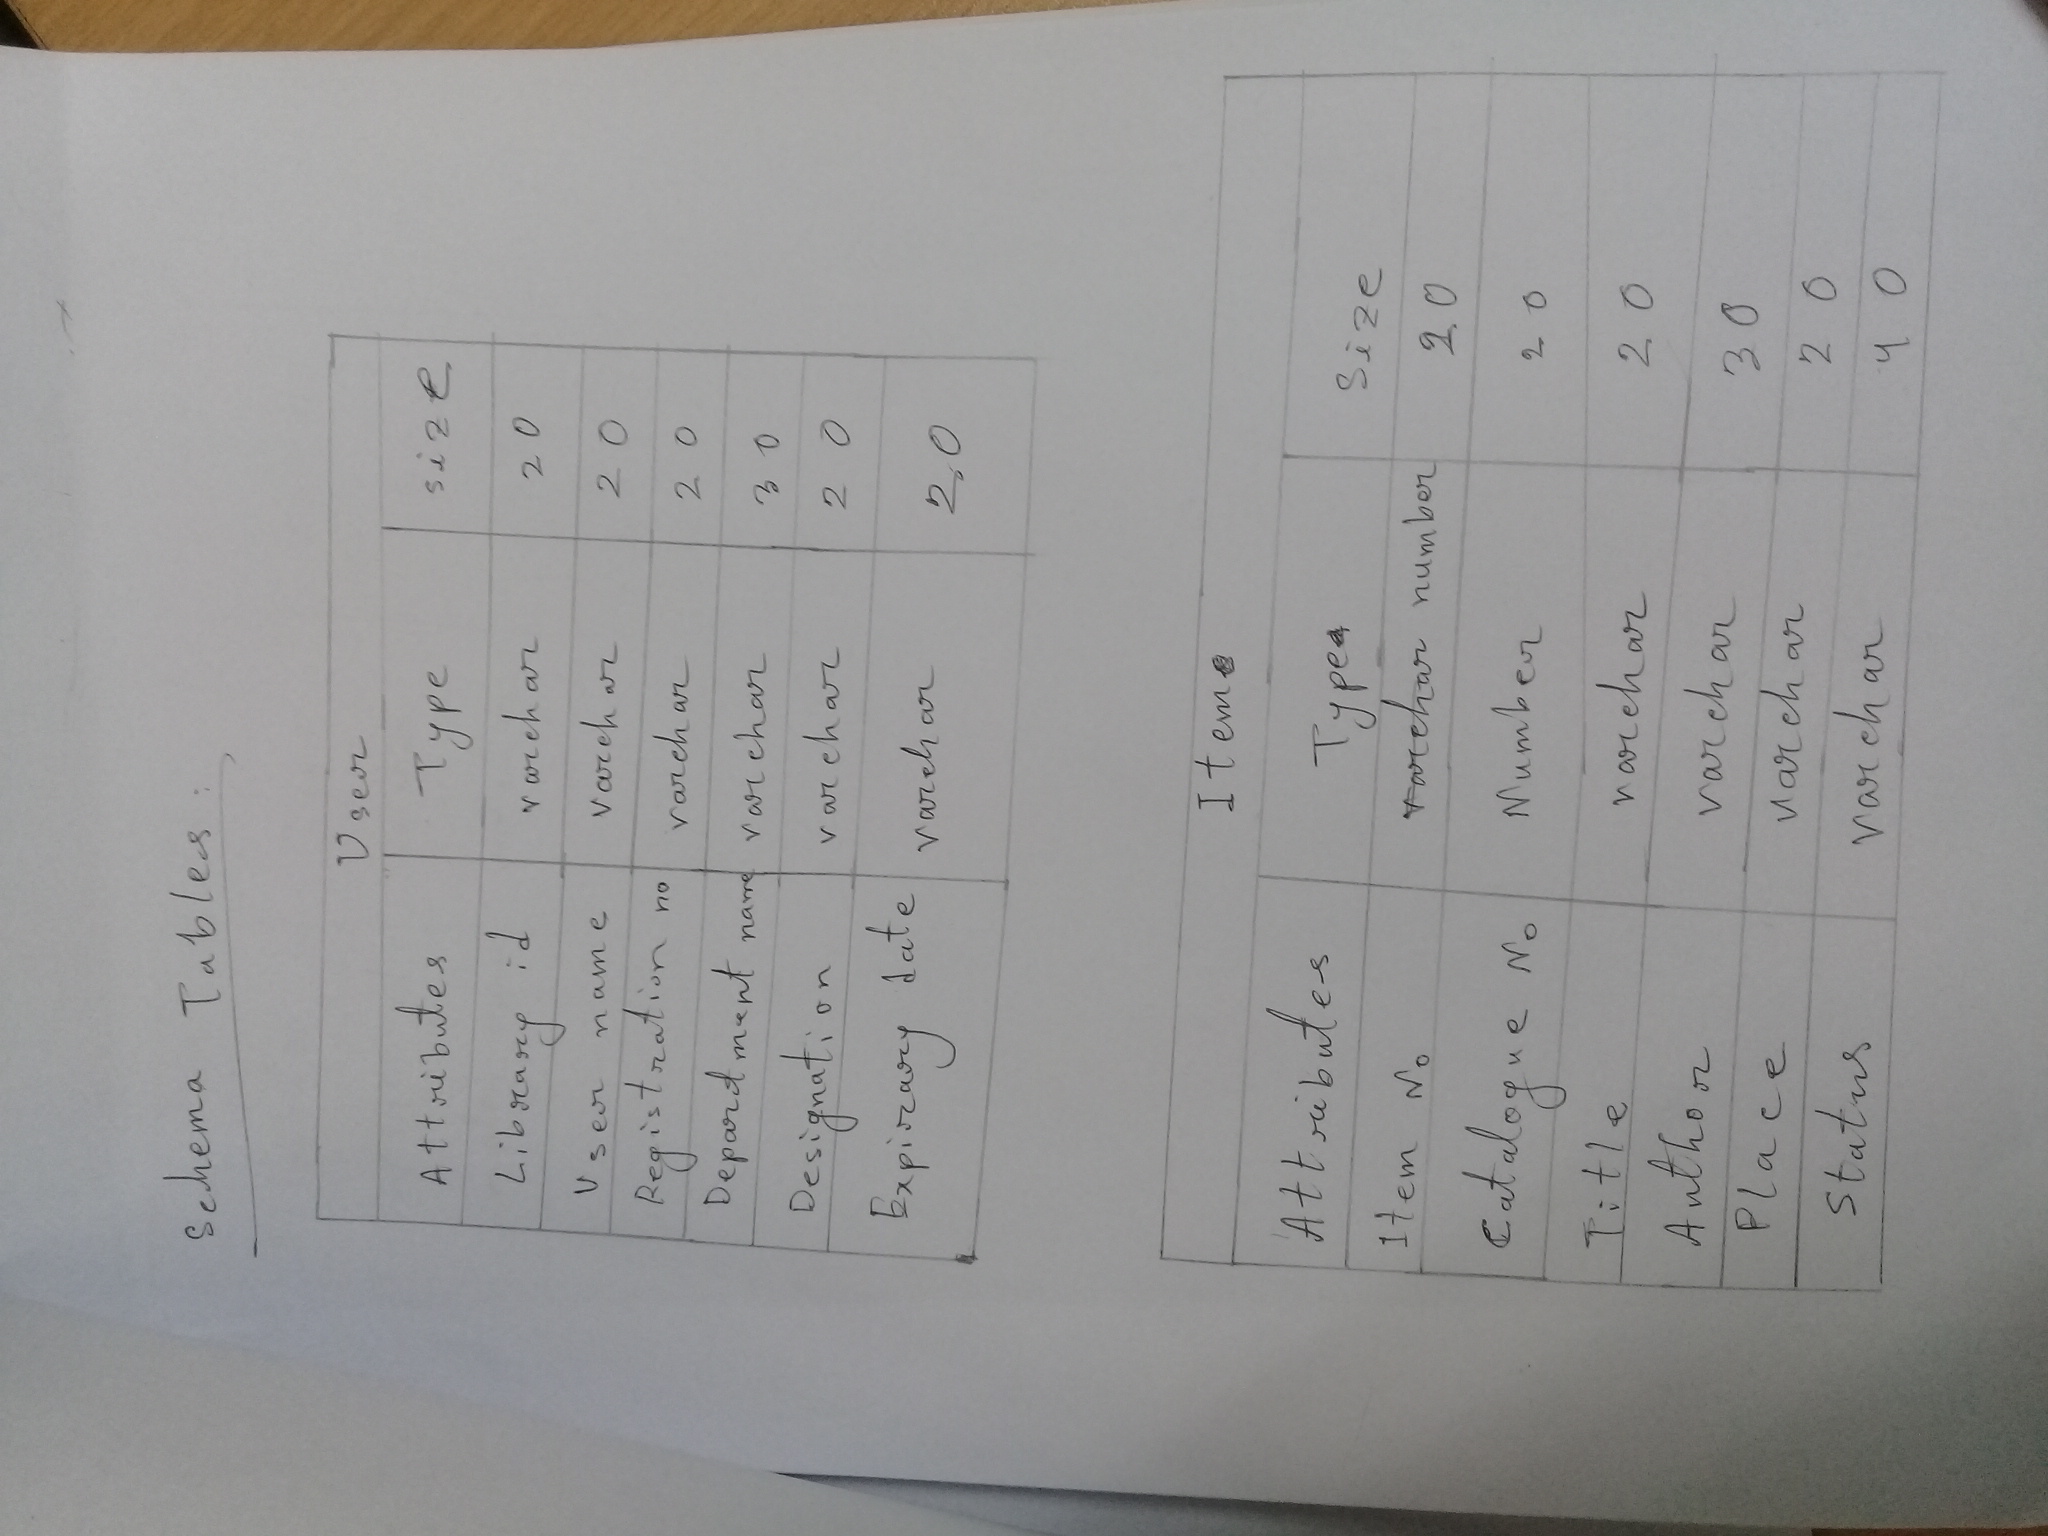 Schema Tables:
User
Attributes Type size
Library id varchar 20
User name varchar 20
Registration no varchar 20
Department name varchar 30
Designation varchar 20
Expirary date varchar 20
Item
Attributes Type Size
Item No varchar number 20
Catalogue No Number 20
Title varchar 20
Author varchar 30
Place varchar 20
Status varchar 40